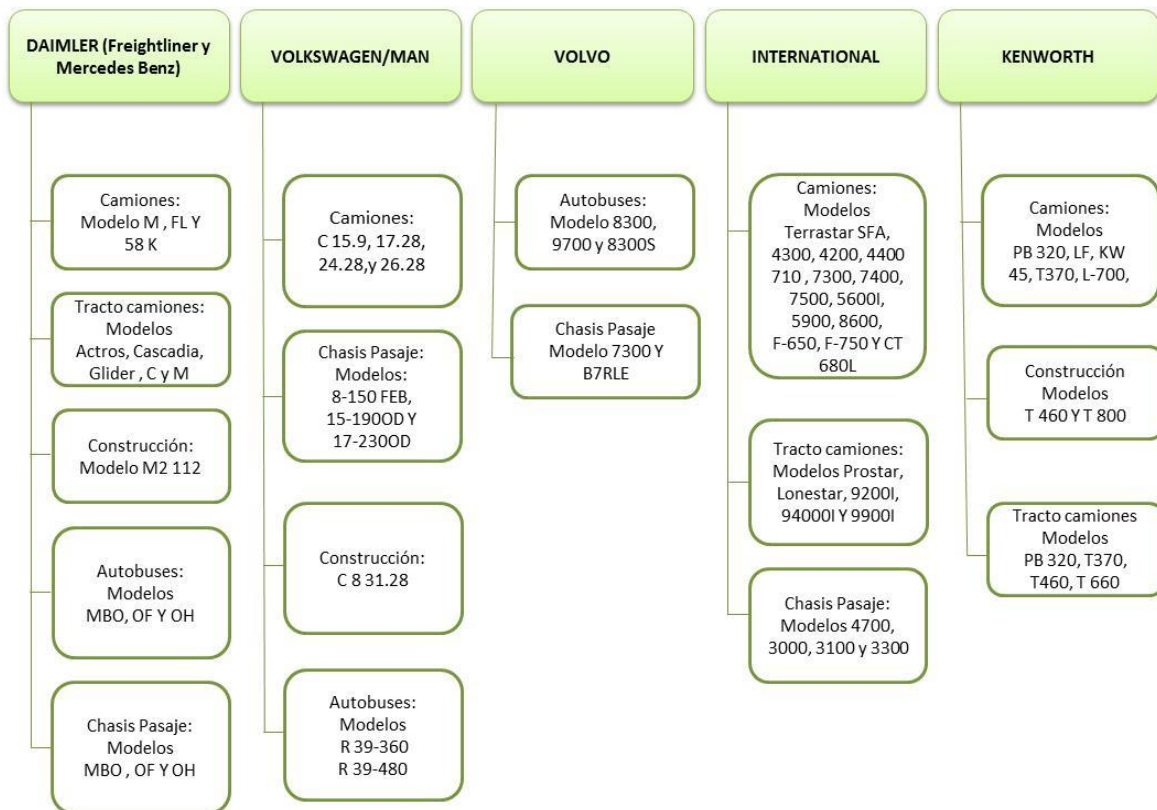 DAIMLER (Freightliner y
Mercedes Benz)
Camiones:
Modelo M , FL Y
58 K
Tracto camiones:
Modelos
Actros, Cascadia,
Glider , C y M
Construcción:
Modelo M2 112
Autobuses:
Modelos
MBO, OF Y OH
Chasis Pasaje:
Modelos
MBO , OF Y OH
VOLKSWAGEN/MAN
Camiones:
C 15.9, 17.28,
24.28,y 26.28
Chasis Pasaje:
Modelos:
8-150 FEB,
15-190OD Y
17-230OD
Construcción:
C 8 31.28
Autobuses:
Modelos
R 39-360
R 39-480
VOLVO
Autobuses:
Modelo 8300,
9700 y 8300S
Chasis Pasaje
Modelo 7300 Y
B7RLE
INTERNATIONAL
Camiones:
Modelos
Terrastar SFA,
4300, 4200, 4400
710 , 7300, 7400,
7500, 5600I,
5900, 8600,
F-650, F-750 Y CT
680L
Tracto camiones:
Modelos Prostar,
Lonestar, 9200I,
94000I Y 9900I
Chasis Pasaje:
Modelos 4700,
3000, 3100 y 3300
KENWORTH
Camiones:
Modelos
PB 320, LF, KW
45, T370, L-700,
Construcción
Modelos
T 460 Y T 800
Tracto camiones
Modelos
PB 320, T370,
T460, T 660